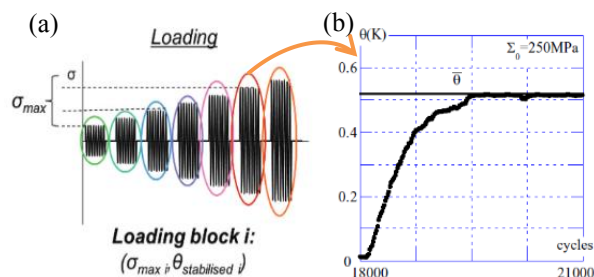 (a)
Loading
σ
σmax
Loading block i:
(σmax i, θstabilised i)
(b)
θ(K)
Σ₀=250MPa
0.6
θ̅
0.4
0.2
0
cycles
18000
21000